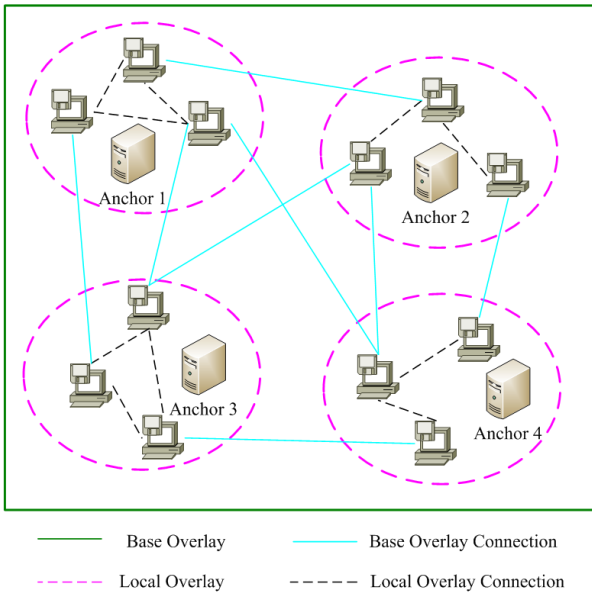 Anchor 1
Anchor 2
Anchor 3
Anchor 4
Base Overlay
Base Overlay Connection
Local Overlay
Local Overlay Connection